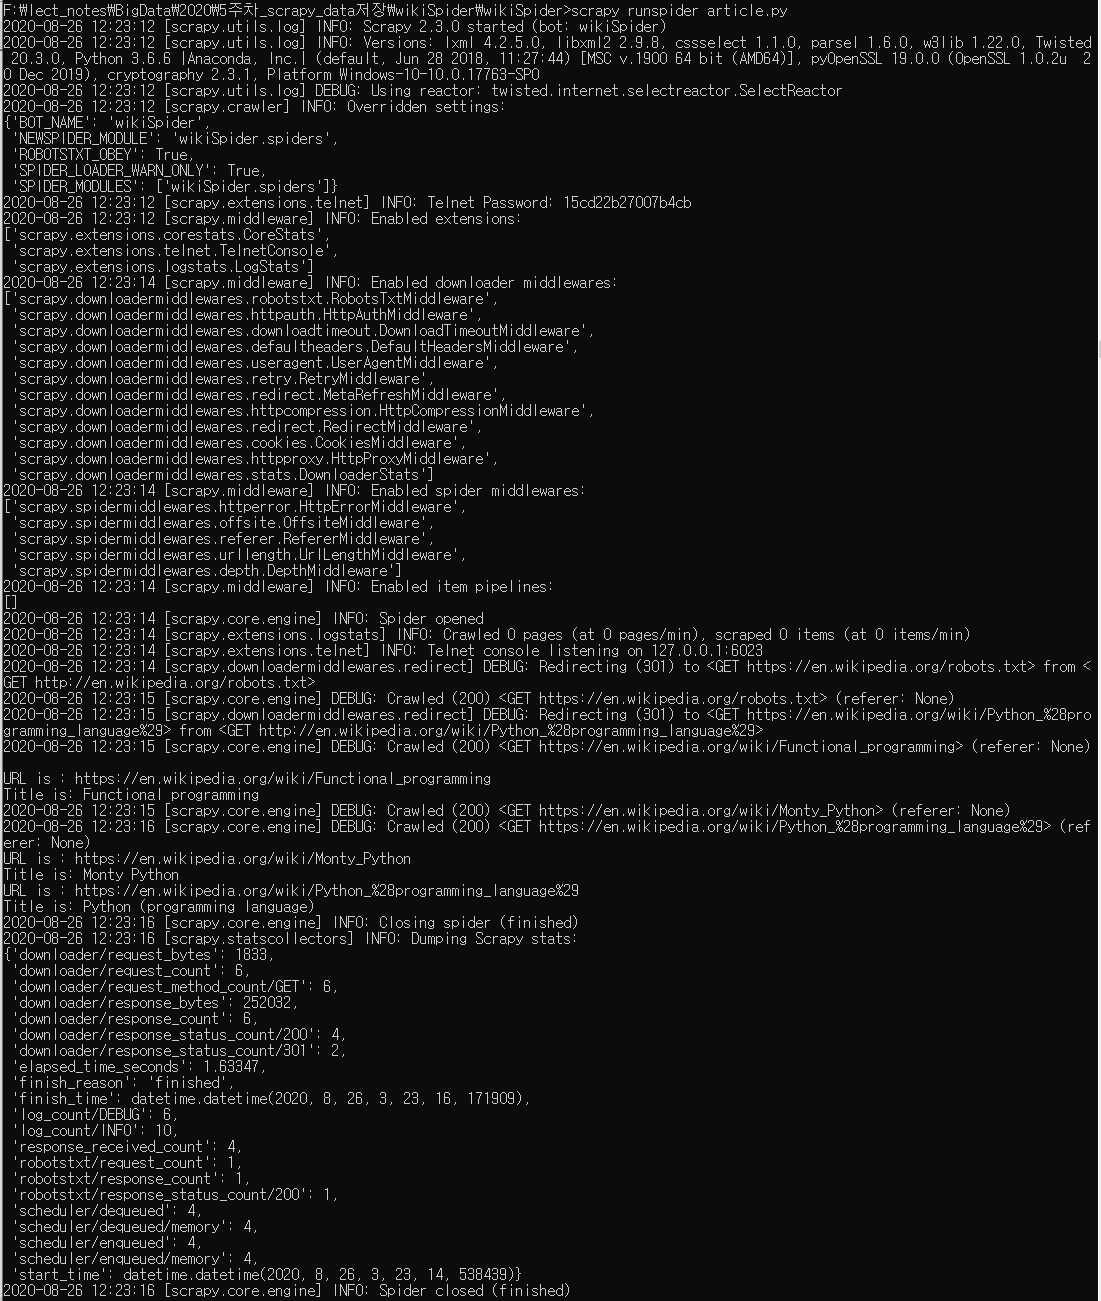 F:₩lect_notes₩BigData₩2020₩5주차_scrapy_data저장₩wikiSpider₩wikiSpider>scrapy runspider article.py
2020-08-26 12:23:12 [scrapy.utils.log] INFO: Scrapy 2.3.0 started (bot: wikiSpider)
2020-08-26 12:23:12 [scrapy.utils.log] INFO: Versions: lxml 4.2.5.0, libxml2 2.9.8, cssselect 1.1.0, parsel 1.6.0, w3lib 1.22.0, Twisted
 20.3.0, Python 3.6.6 |Anaconda, Inc.| (default, Jun 28 2018, 11:27:44) [MSC v.1900 64 bit (AMD64)], pyOpenSSL 19.0.0 (OpenSSL 1.0.2u  2
0 Dec 2019), cryptography 2.3.1, Platform Windows-10-10.0.17763-SP0
2020-08-26 12:23:12 [scrapy.utils.log] DEBUG: Using reactor: twisted.internet.selectreactor.SelectReactor
2020-08-26 12:23:12 [scrapy.crawler] INFO: Overridden settings:
{'BOT_NAME': 'wikiSpider',
 'NEWSPIDER_MODULE': 'wikiSpider.spiders',
 'ROBOTSTXT_OBEY': True,
 'SPIDER_LOADER_WARN_ONLY': True,
 'SPIDER_MODULES': ['wikiSpider.spiders']}
2020-08-26 12:23:12 [scrapy.extensions.telnet] INFO: Telnet Password: 15cd22b27007b4cb
2020-08-26 12:23:12 [scrapy.middleware] INFO: Enabled extensions:
['scrapy.extensions.corestats.CoreStats',
 'scrapy.extensions.telnet.TelnetConsole',
 'scrapy.extensions.logstats.LogStats']
2020-08-26 12:23:14 [scrapy.middleware] INFO: Enabled downloader middlewares:
['scrapy.downloadermiddlewares.robotstxt.RobotsTxtMiddleware',
 'scrapy.downloadermiddlewares.httpauth.HttpAuthMiddleware',
 'scrapy.downloadermiddlewares.downloadtimeout.DownloadTimeoutMiddleware',
 'scrapy.downloadermiddlewares.defaultheaders.DefaultHeadersMiddleware',
 'scrapy.downloadermiddlewares.useragent.UserAgentMiddleware',
 'scrapy.downloadermiddlewares.retry.RetryMiddleware',
 'scrapy.downloadermiddlewares.redirect.MetaRefreshMiddleware',
 'scrapy.downloadermiddlewares.httpcompression.HttpCompressionMiddleware',
 'scrapy.downloadermiddlewares.redirect.RedirectMiddleware',
 'scrapy.downloadermiddlewares.cookies.CookiesMiddleware',
 'scrapy.downloadermiddlewares.httpproxy.HttpProxyMiddleware',
 'scrapy.downloadermiddlewares.stats.DownloaderStats']
2020-08-26 12:23:14 [scrapy.middleware] INFO: Enabled spider middlewares:
['scrapy.spidermiddlewares.httperror.HttpErrorMiddleware',
 'scrapy.spidermiddlewares.offsite.OffsiteMiddleware',
 'scrapy.spidermiddlewares.referer.RefererMiddleware',
 'scrapy.spidermiddlewares.urllength.UrlLengthMiddleware',
 'scrapy.spidermiddlewares.depth.DepthMiddleware']
2020-08-26 12:23:14 [scrapy.middleware] INFO: Enabled item pipelines:
[]
2020-08-26 12:23:14 [scrapy.core.engine] INFO: Spider opened
2020-08-26 12:23:14 [scrapy.extensions.logstats] INFO: Crawled 0 pages (at 0 pages/min), scraped 0 items (at 0 items/min)
2020-08-26 12:23:14 [scrapy.extensions.telnet] INFO: Telnet console listening on 127.0.0.1:6023
2020-08-26 12:23:14 [scrapy.downloadermiddlewares.redirect] DEBUG: Redirecting (301) to <GET https://en.wikipedia.org/robots.txt> from <
GET http://en.wikipedia.org/robots.txt>
2020-08-26 12:23:15 [scrapy.core.engine] DEBUG: Crawled (200) <GET https://en.wikipedia.org/robots.txt> (referer: None)
2020-08-26 12:23:15 [scrapy.downloadermiddlewares.redirect] DEBUG: Redirecting (301) to <GET https://en.wikipedia.org/wiki/Python_%28pro
gramming_language%29> from <GET http://en.wikipedia.org/wiki/Python_%28programming_language%29>
2020-08-26 12:23:15 [scrapy.core.engine] DEBUG: Crawled (200) <GET https://en.wikipedia.org/wiki/Functional_programming> (referer: None)
URL is : https://en.wikipedia.org/wiki/Functional_programming
Title is: Functional programming
2020-08-26 12:23:15 [scrapy.core.engine] DEBUG: Crawled (200) <GET https://en.wikipedia.org/wiki/Monty_Python> (referer: None)
2020-08-26 12:23:16 [scrapy.core.engine] DEBUG: Crawled (200) <GET https://en.wikipedia.org/wiki/Python_%28programming_language%29> (ref
erer: None)
URL is : https://en.wikipedia.org/wiki/Monty_Python
Title is: Monty Python
URL is : https://en.wikipedia.org/wiki/Python_%28programming_language%29
Title is: Python (programming language)
2020-08-26 12:23:16 [scrapy.core.engine] INFO: Closing spider (finished)
2020-08-26 12:23:16 [scrapy.statscollectors] INFO: Dumping Scrapy stats:
{'downloader/request_bytes': 1833,
 'downloader/request_count': 6,
 'downloader/request_method_count/GET': 6,
 'downloader/response_bytes': 252032,
 'downloader/response_count': 6,
 'downloader/response_status_count/200': 4,
 'downloader/response_status_count/301': 2,
 'elapsed_time_seconds': 1.63347,
 'finish_reason': 'finished',
 'finish_time': datetime.datetime(2020, 8, 26, 3, 23, 16, 171909),
 'log_count/DEBUG': 6,
 'log_count/INFO': 10,
 'response_received_count': 4,
 'robotstxt/request_count': 1,
 'robotstxt/response_count': 1,
 'robotstxt/response_status_count/200': 1,
 'scheduler/dequeued': 4,
 'scheduler/dequeued/memory': 4,
 'scheduler/enqueued': 4,
 'scheduler/enqueued/memory': 4,
 'start_time': datetime.datetime(2020, 8, 26, 3, 23, 14, 538439)}
2020-08-26 12:23:16 [scrapy.core.engine] INFO: Spider closed (finished)